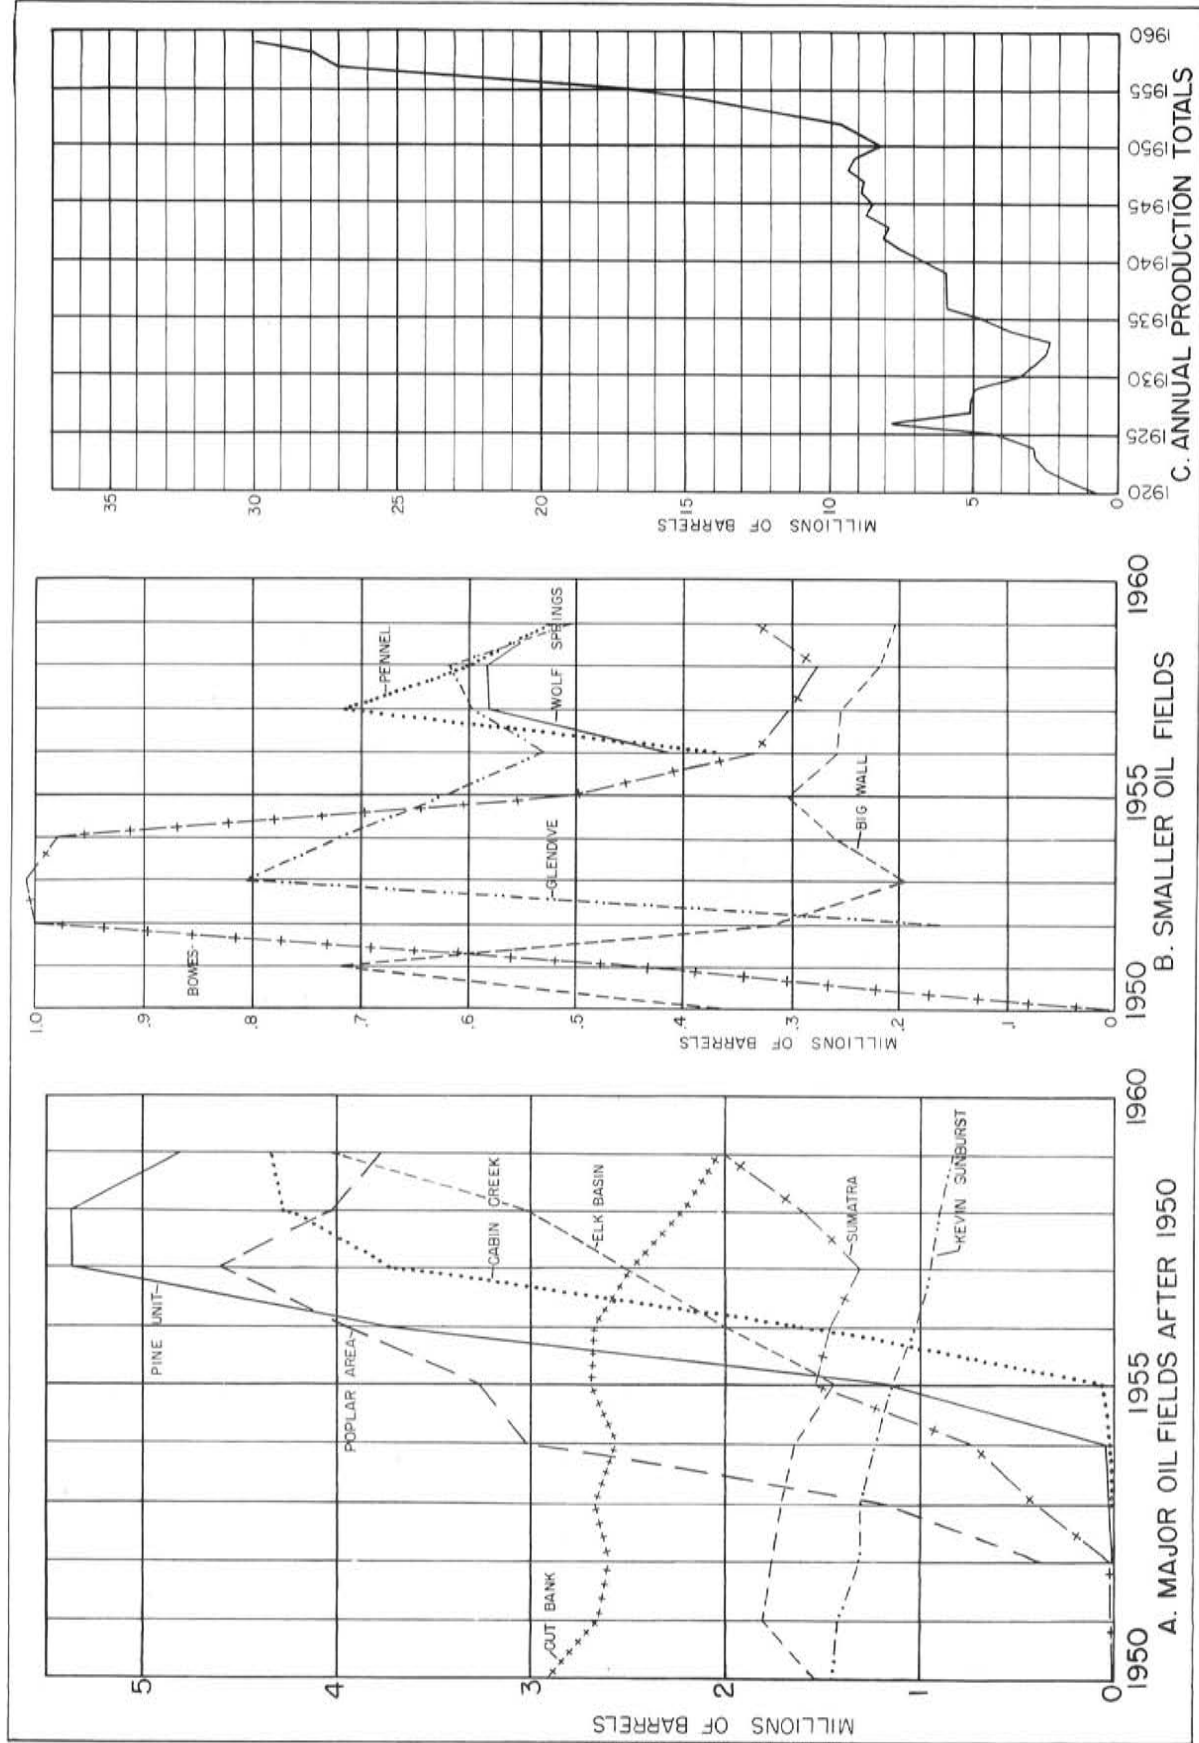 MILLIONS OF BARRELS
5
4
3
2
1
0
1950
1955
1960
PINE UNIT
POPLAR AREA
CUT BANK
CABIN CREEK
ELK BASIN
SUMATRA
KEVIN SUNBURST
A. MAJOR OIL FIELDS AFTER 1950
MILLIONS OF BARRELS
1.0
.9
.8
.7
.6
.5
.4
.3
.2
.1
0
1950
1955
1960
BOWES
GLENDIVE
PENNEL
WOLF SPRINGS
BIG WALL
B. SMALLER OIL FIELDS
MILLIONS OF BARRELS
35
30
25
20
15
10
5
0
1920
1925
1930
1935
1940
1945
1950
1955
1960
C. ANNUAL PRODUCTION TOTALS